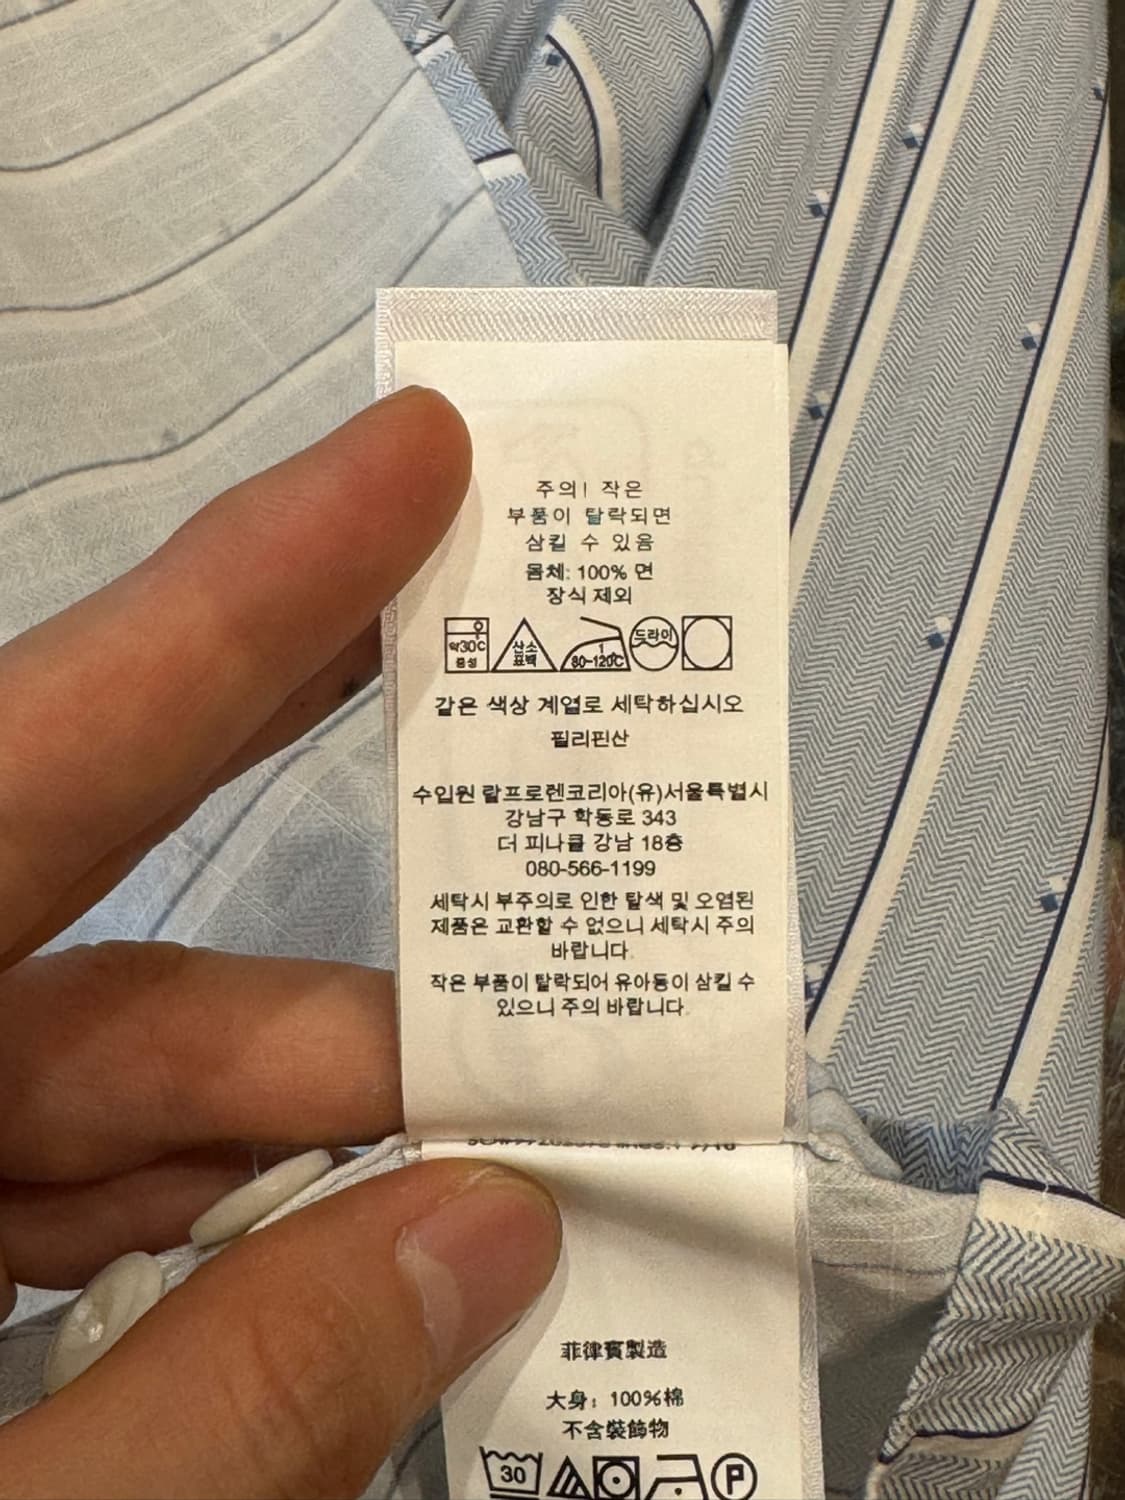 주의! 작은
부품이 탈락되면
삼킬 수 있음
몸체: 100% 면
장식 제외
약30℃
중성
산소
표백
1
80-120℃
드라이
같은 색상 계열로 세탁하십시오
필리핀산
수입원 랄프로렌코리아(유)서울특별시
강남구 학동로 343
더 피나클 강남 18층
080-566-1199
세탁시 부주의로 인한 탈색 및 오염된
제품은 교환할 수 없으니 세탁시 주의
바랍니다.
작은 부품이 탈락되어 유아동이 삼킬 수
있으니 주의 바랍니다.
菲律賓製造
大身: 100%棉
不含裝飾物
30
P